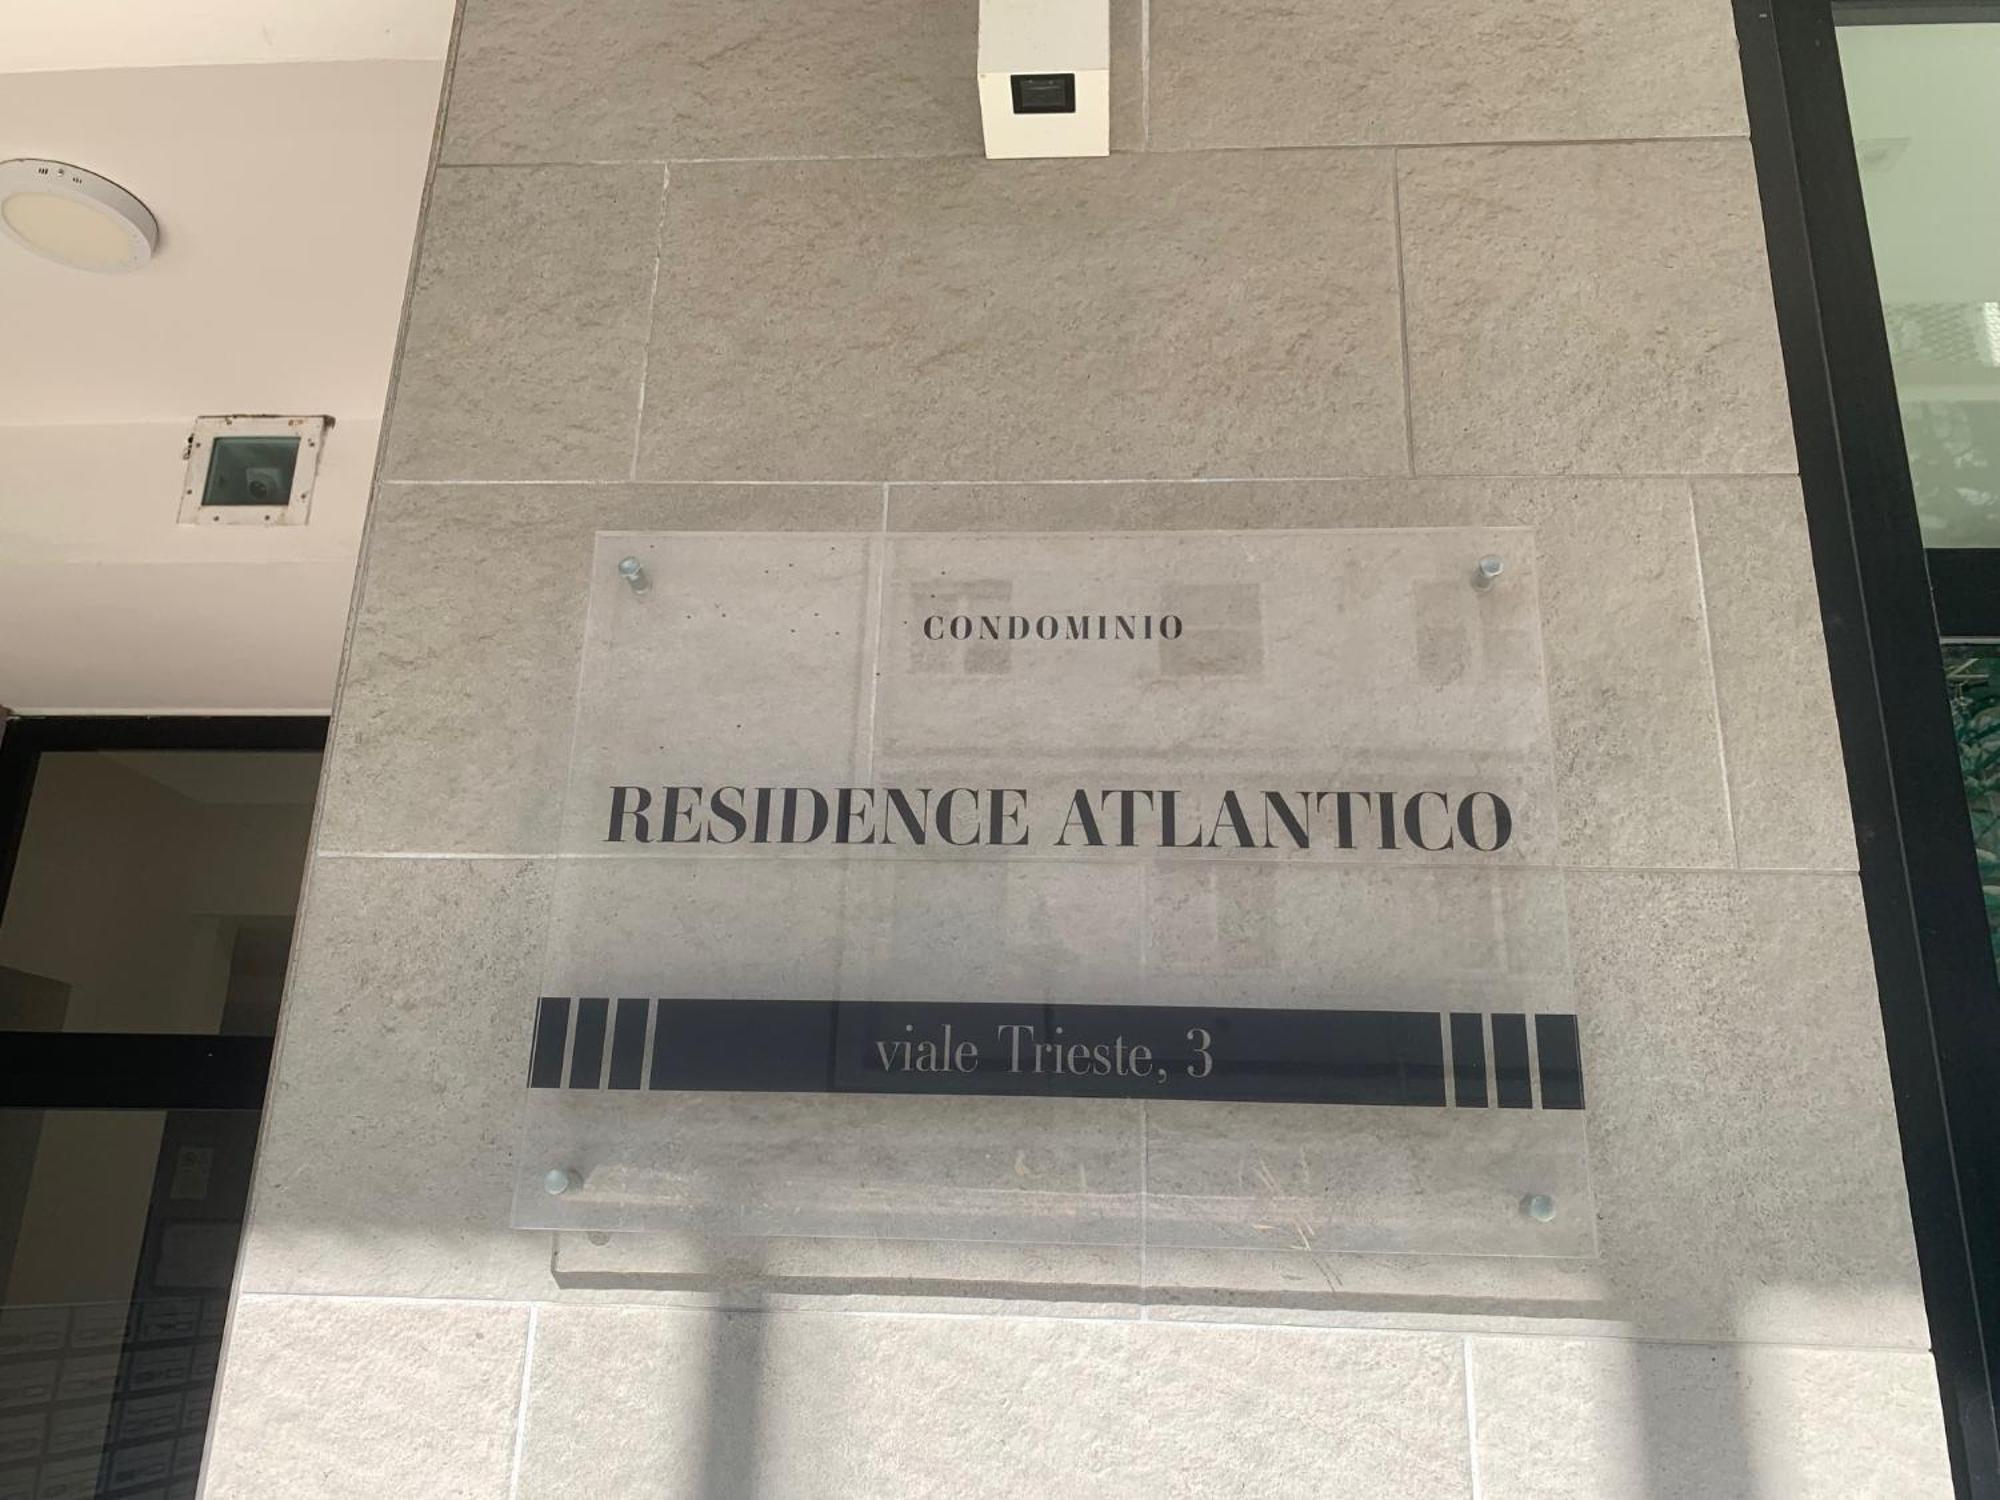 CONDOMINIO
RESIDENCE ATLANTICO
viale Trieste, 3